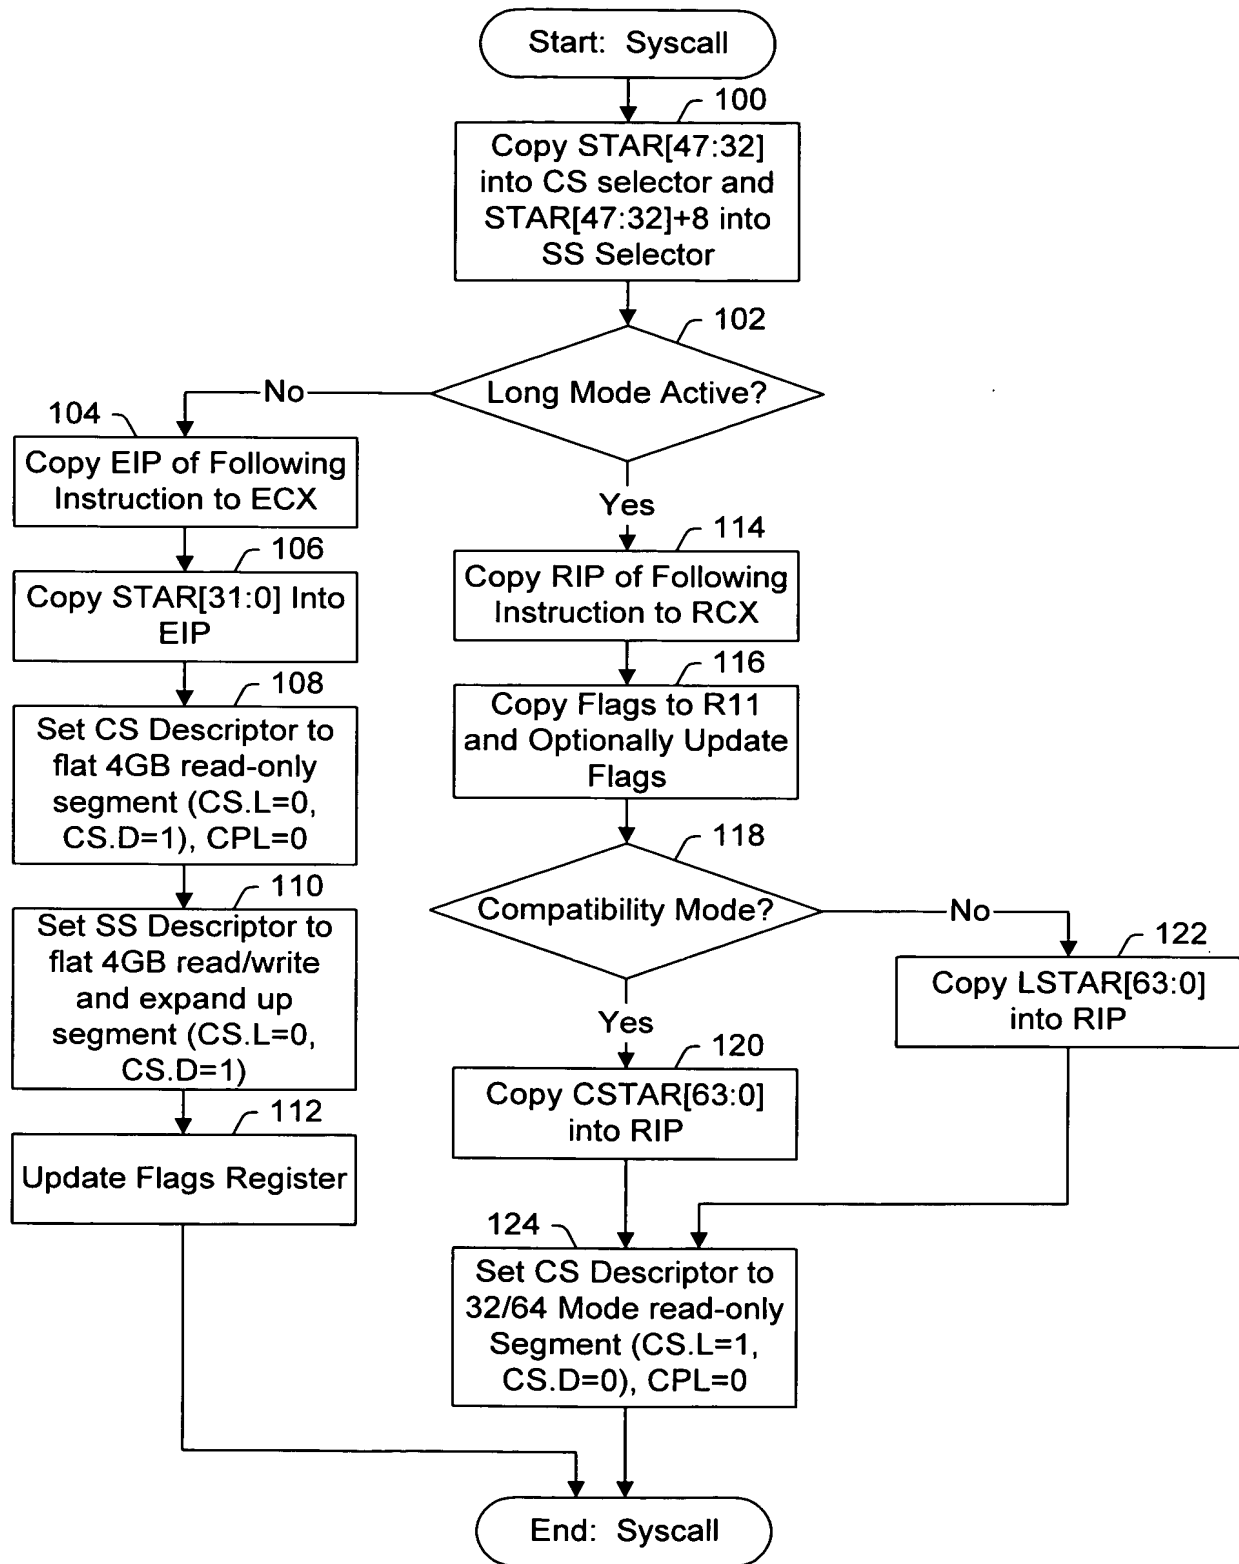 Start: Syscall
100
Copy STAR[47:32]
into CS selector and
STAR[47:32]+8 into
SS Selector
102
Long Mode Active?
No
104
Copy EIP of Following
Instruction to ECX
106
Copy STAR[31:0] Into
EIP
108
Set CS Descriptor to
flat 4GB read-only
segment (CS.L=0,
CS.D=1), CPL=0
110
Set SS Descriptor to
flat 4GB read/write
and expand up
segment (CS.L=0,
CS.D=1)
112
Update Flags Register
Yes
114
Copy RIP of Following
Instruction to RCX
116
Copy Flags to R11
and Optionally Update
Flags
118
Compatibility Mode?
No
122
Copy LSTAR[63:0]
into RIP
Yes
120
Copy CSTAR[63:0]
into RIP
124
Set CS Descriptor to
32/64 Mode read-only
Segment (CS.L=1,
CS.D=0), CPL=0
End: Syscall